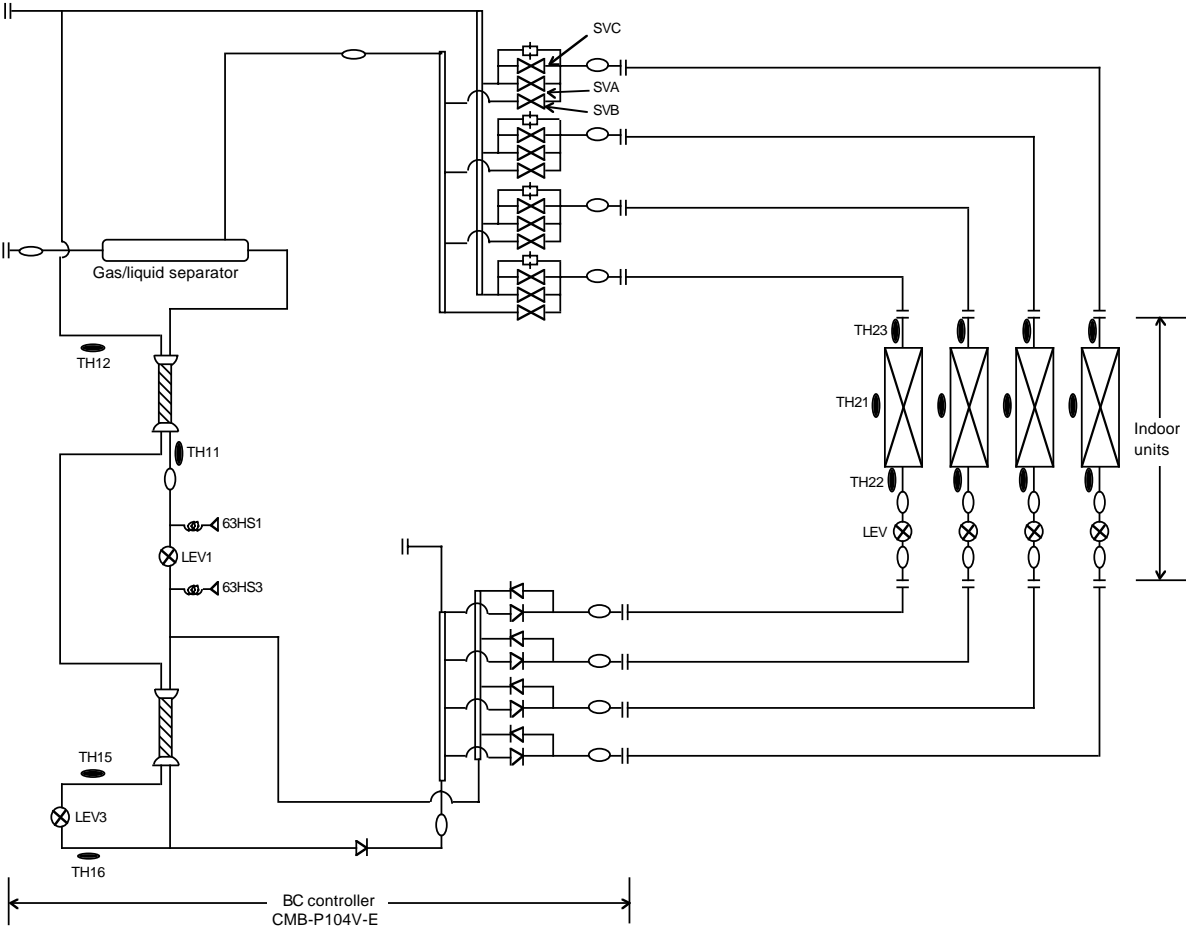 SVC
SVA
SVB
Gas/liquid separator
TH12
TH23
TH21
Indoor
units
TH11
TH22
63HS1
LEV
LEV1
63HS3
TH15
LEV3
TH16
BC controller
CMB-P104V-E